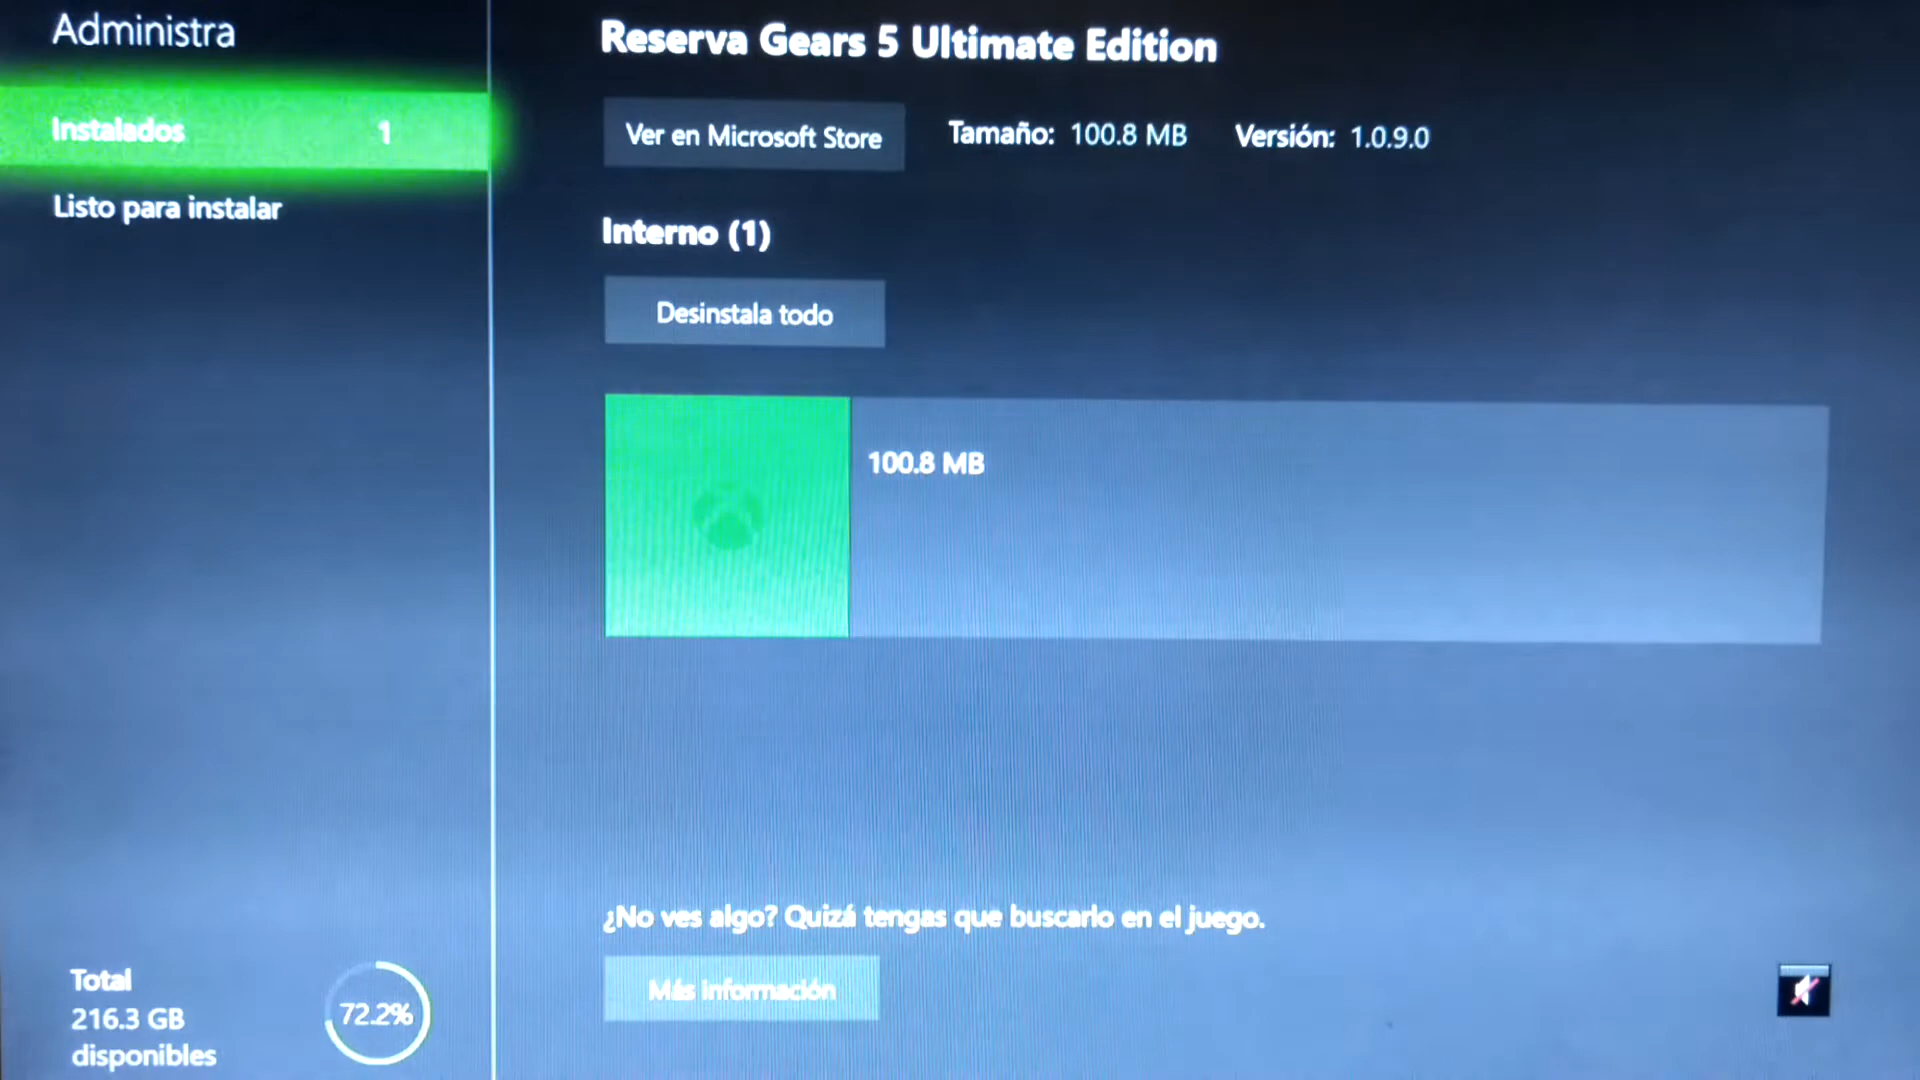 Administra
Instalados 1
Listo para instalar
Reserva Gears 5 Ultimate Edition
Ver en Microsoft Store Tamaño: 100.8 MB Versión: 1.0.9.0
Interno (1)
Desinstala todo
100.8 MB
¿No ves algo? Quizá tengas que buscarlo en el juego.
Más información
Total
216.3 GB
disponibles
72.2%